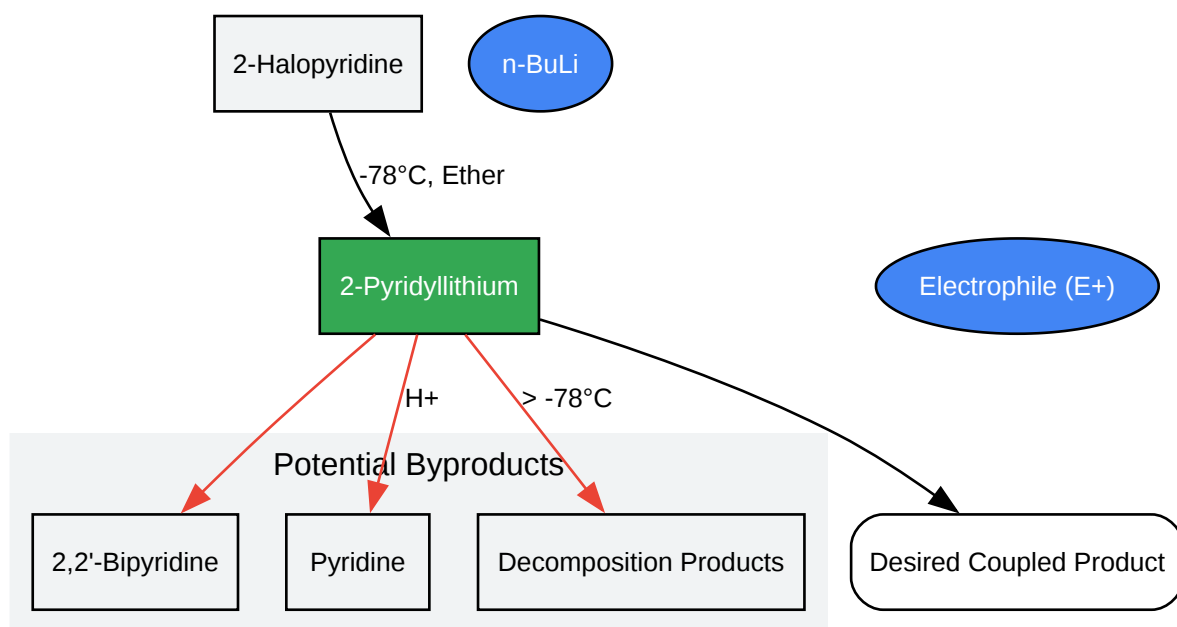 2-Halopyridine
n-BuLi
-78°C, Ether
2-Pyridyllithium
Electrophile (E+)
H+
> -78°C
Potential Byproducts
2,2'-Bipyridine
Pyridine
Decomposition Products
Desired Coupled Product